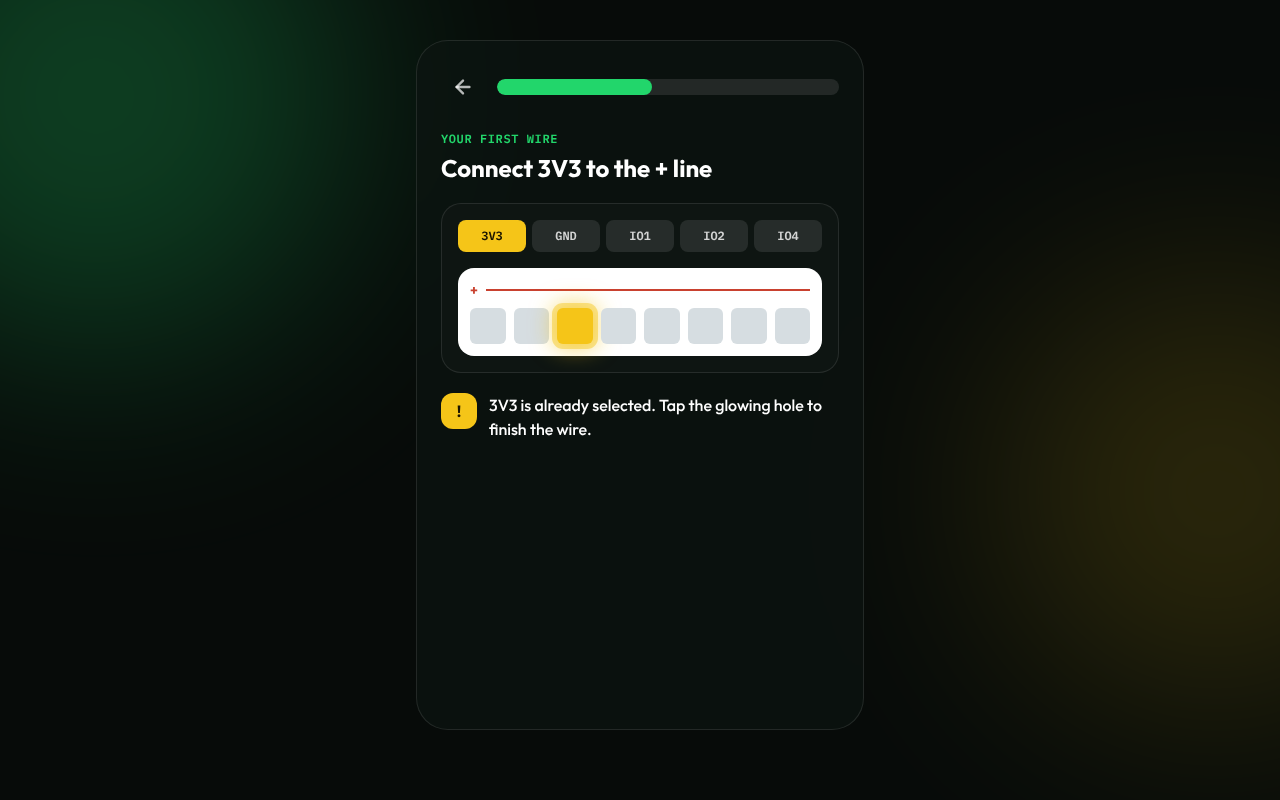 YOUR FIRST WIRE
Connect 3V3 to the + line
3V3 GND IO1 IO2 IO4
+
! 3V3 is already selected. Tap the glowing hole to
finish the wire.